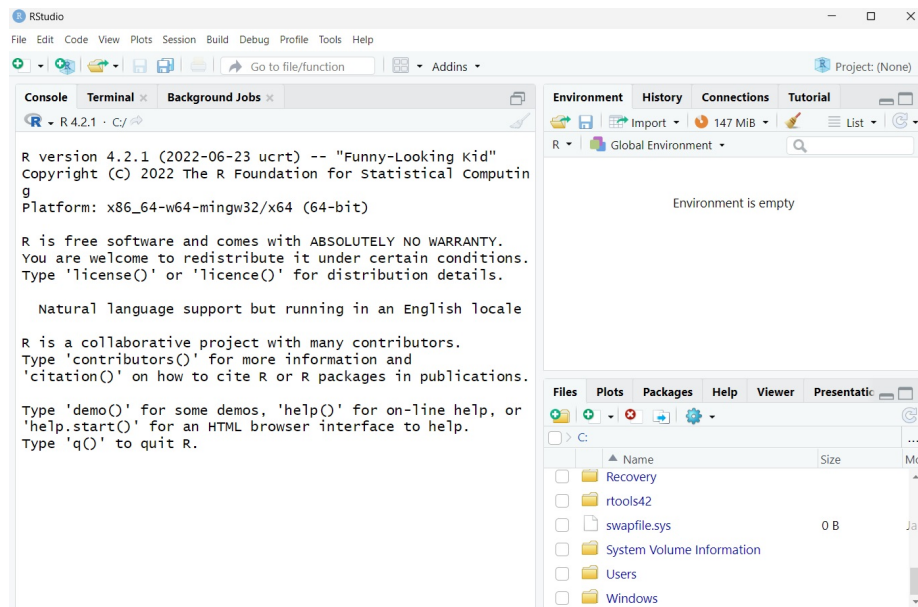 RStudio
File Edit Code View Plots Session Build Debug Profile Tools Help
Go to file/function Addins Project: (None)
Console Terminal Background Jobs
R 4.2.1 · C:/
R version 4.2.1 (2022-06-23 ucrt) -- "Funny-Looking Kid"
Copyright (C) 2022 The R Foundation for Statistical Computin
g
Platform: x86_64-w64-mingw32/x64 (64-bit)
R is free software and comes with ABSOLUTELY NO WARRANTY.
You are welcome to redistribute it under certain conditions.
Type 'license()' or 'licence()' for distribution details.
Natural language support but running in an English locale
R is a collaborative project with many contributors.
Type 'contributors()' for more information and
'citation()' on how to cite R or R packages in publications.
Type 'demo()' for some demos, 'help()' for on-line help, or
'help.start()' for an HTML browser interface to help.
Type 'q()' to quit R.
Environment History Connections Tutorial
Import 147 MiB List
R Global Environment
Environment is empty
Files Plots Packages Help Viewer Presentatic
C:
...
Name Size Mo
Recovery
rtools42
swapfile.sys 0 B Ja
System Volume Information
Users
Windows